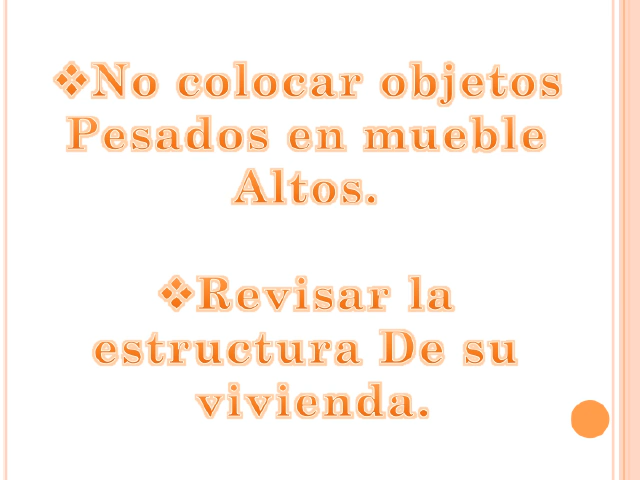 ❖No colocar objetos
Pesados en mueble
Altos.
❖Revisar la
estructura De su
vivienda.